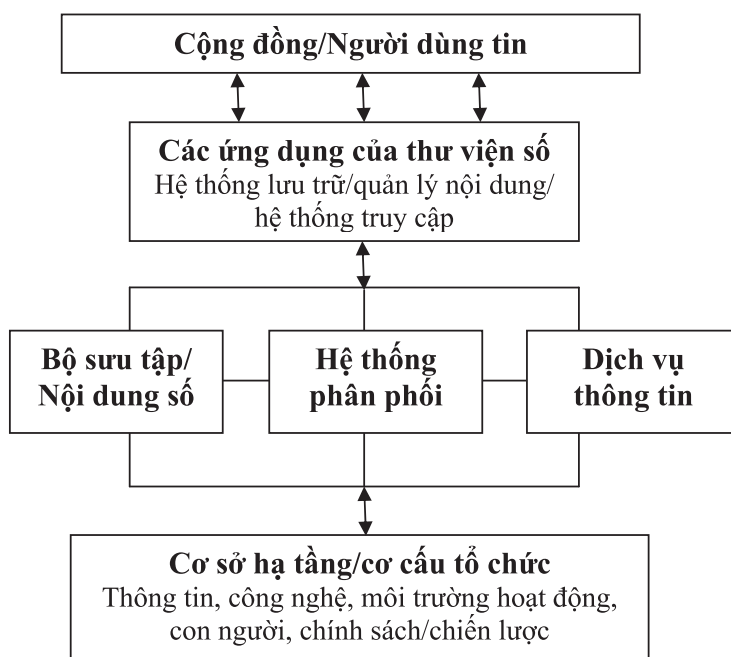 Cộng đồng/Người dùng tin
Các ứng dụng của thư viện số
Hệ thống lưu trữ/quản lý nội dung/
hệ thống truy cập
Bộ sưu tập/
Nội dung số
Hệ thống
phân phối
Dịch vụ
thông tin
Cơ sở hạ tầng/cơ cấu tổ chức
Thông tin, công nghệ, môi trường hoạt động,
con người, chính sách/chiến lược